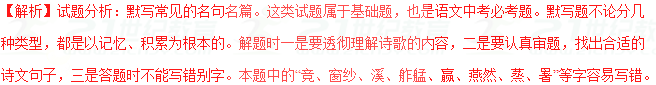 【解析】试题分析：默写常见的名句名篇。这类试题属于基础题，也是语文中考必考题。默写题不论分几
种类型，都是以记忆、积累为根本的。解题时一是要透彻理解诗歌的内容，二是要认真审题，找出合适的
诗文句子，三是答题时不能写错别字。本题中的“竞、窗纱、溪、舴艋、赢、燕然、蒸、暑”等字容易写错。